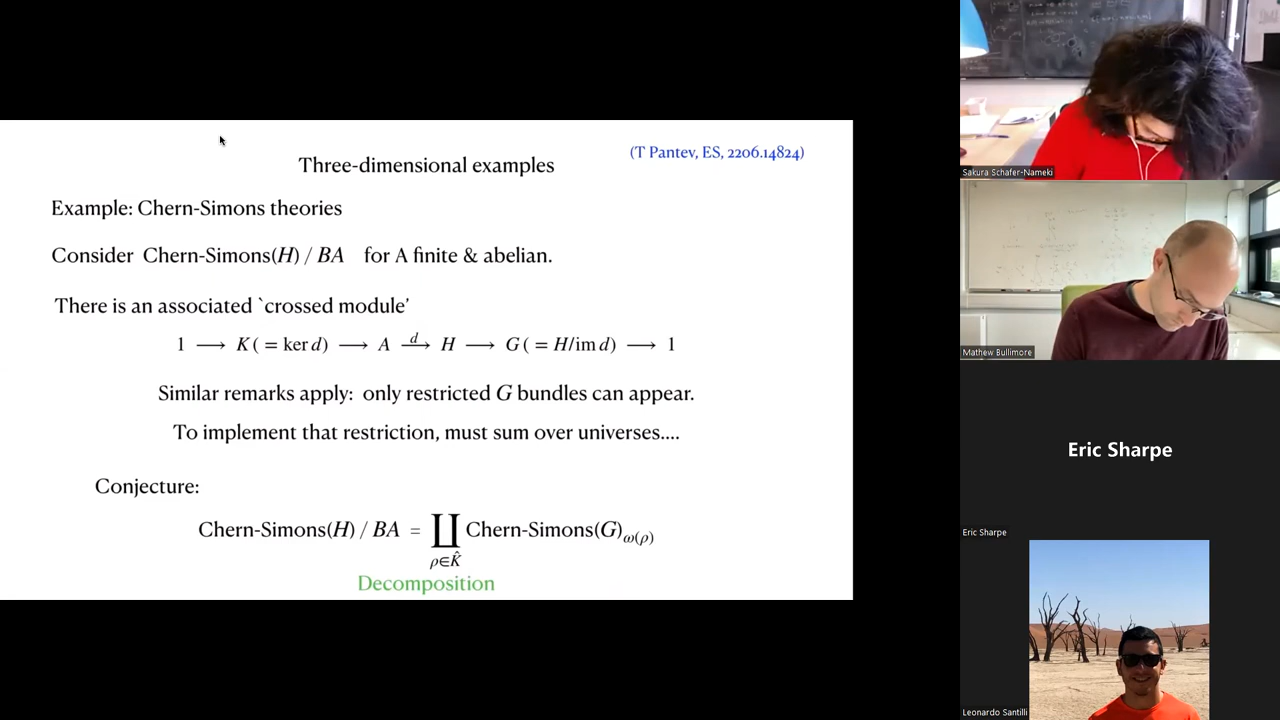 Three-dimensional examples
(T Pantev, ES, 2206.14824)
Example: Chern-Simons theories
Consider Chern-Simons(H) / BA for A finite & abelian.
There is an associated `crossed module'
1 ⟶ K( = ker d) ⟶ A d⟶ H ⟶ G( = H/im d) ⟶ 1
Similar remarks apply: only restricted G bundles can appear.
To implement that restriction, must sum over universes....
Conjecture:
Chern-Simons(H) / BA = ∐ρ∈K̂ Chern-Simons(G)ω(ρ)
Decomposition
Sakura Schafer-Nameki
Mathew Bullimore
Eric Sharpe
Eric Sharpe
Leonardo Santilli